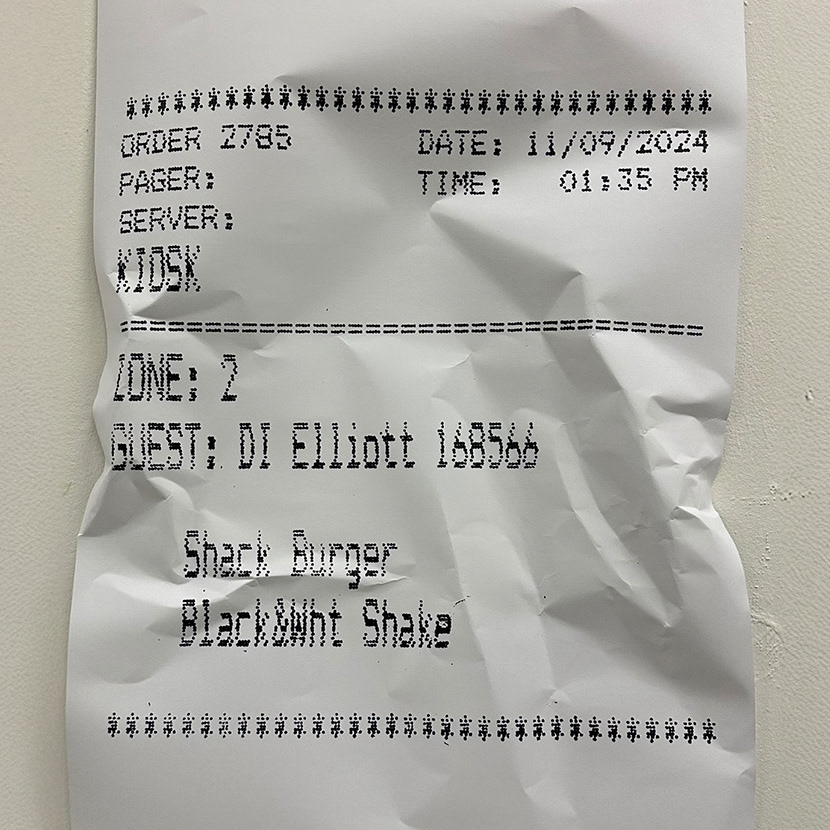 *************************************
ORDER 2785 DATE: 11/09/2024
PAGER: TIME: 01:35 PM
SERVER:
KIOSK
=====================================
ZONE: 2
GUEST: DI Elliott 168566
Shack Burger
Black&Wht Shake
*************************************